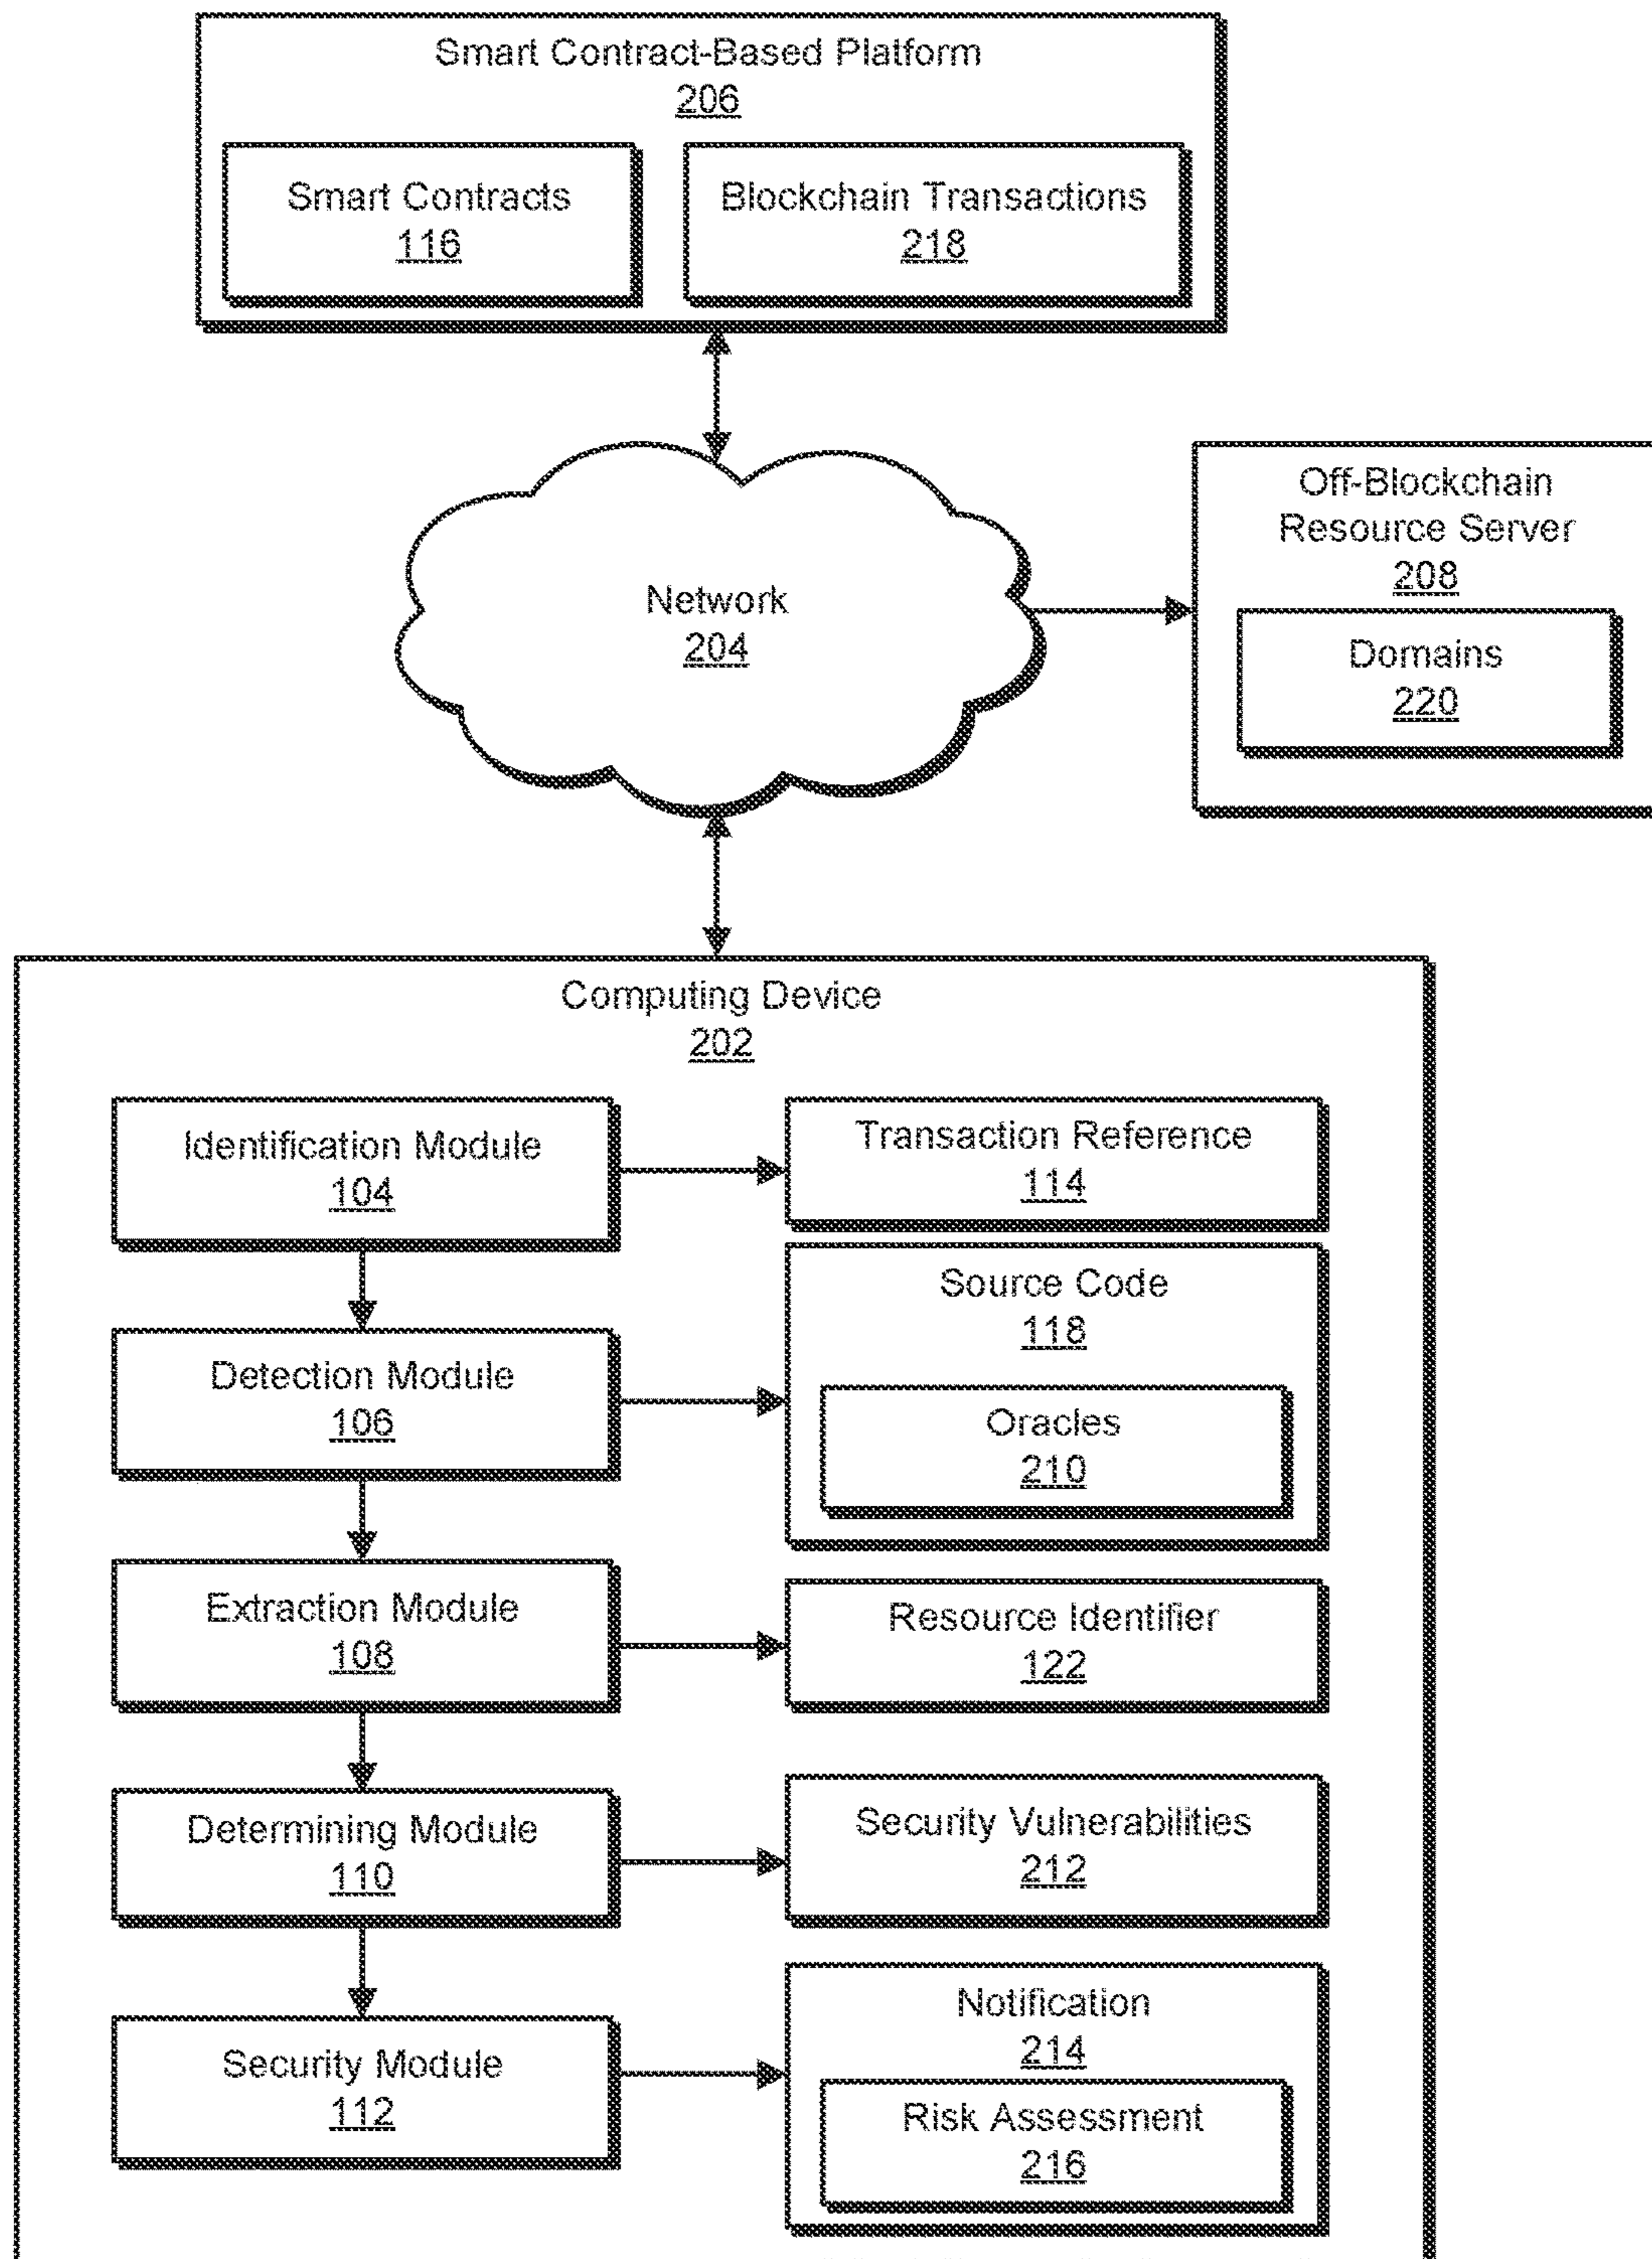 Smart Contract-Based Platform
206
Smart Contracts
116
Blockchain Transactions
218
Network
204
Off-Blockchain
Resource Server
208
Domains
220
Computing Device
202
Identification Module
104
Transaction Reference
114
Detection Module
106
Source Code
118
Oracles
210
Extraction Module
108
Resource Identifier
122
Determining Module
110
Security Vulnerabilities
212
Security Module
112
Notification
214
Risk Assessment
216